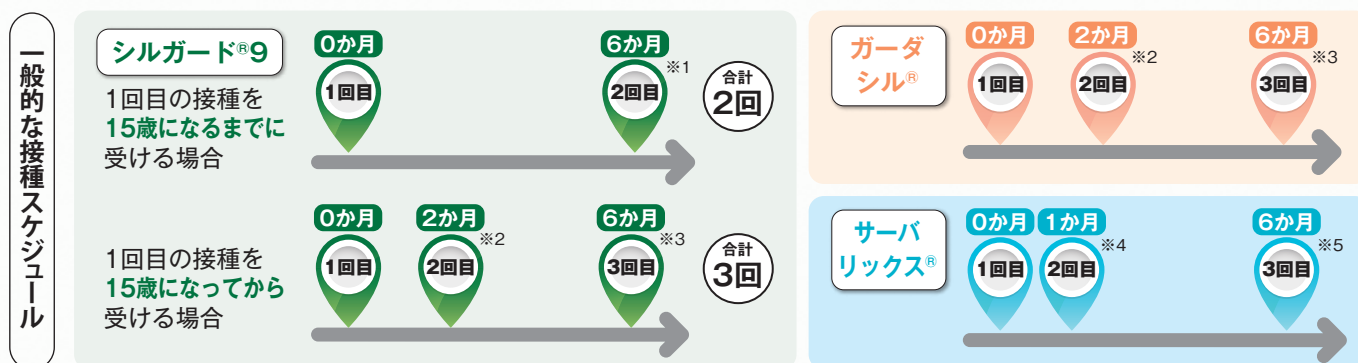 一般的な接種スケジュール
シルガード®9
1回目の接種を
15歳になるまでに
受ける場合
0か月
6か月
1回目
2回目
※1
合計
2回
1回目の接種を
15歳になってから
受ける場合
0か月
2か月
6か月
1回目
2回目
※2
3回目
※3
合計
3回
ガーダ
シル®
0か月
2か月
6か月
1回目
2回目
※2
3回目
※3
サーバ
リックス®
0か月
1か月
6か月
1回目
2回目
※4
3回目
※5